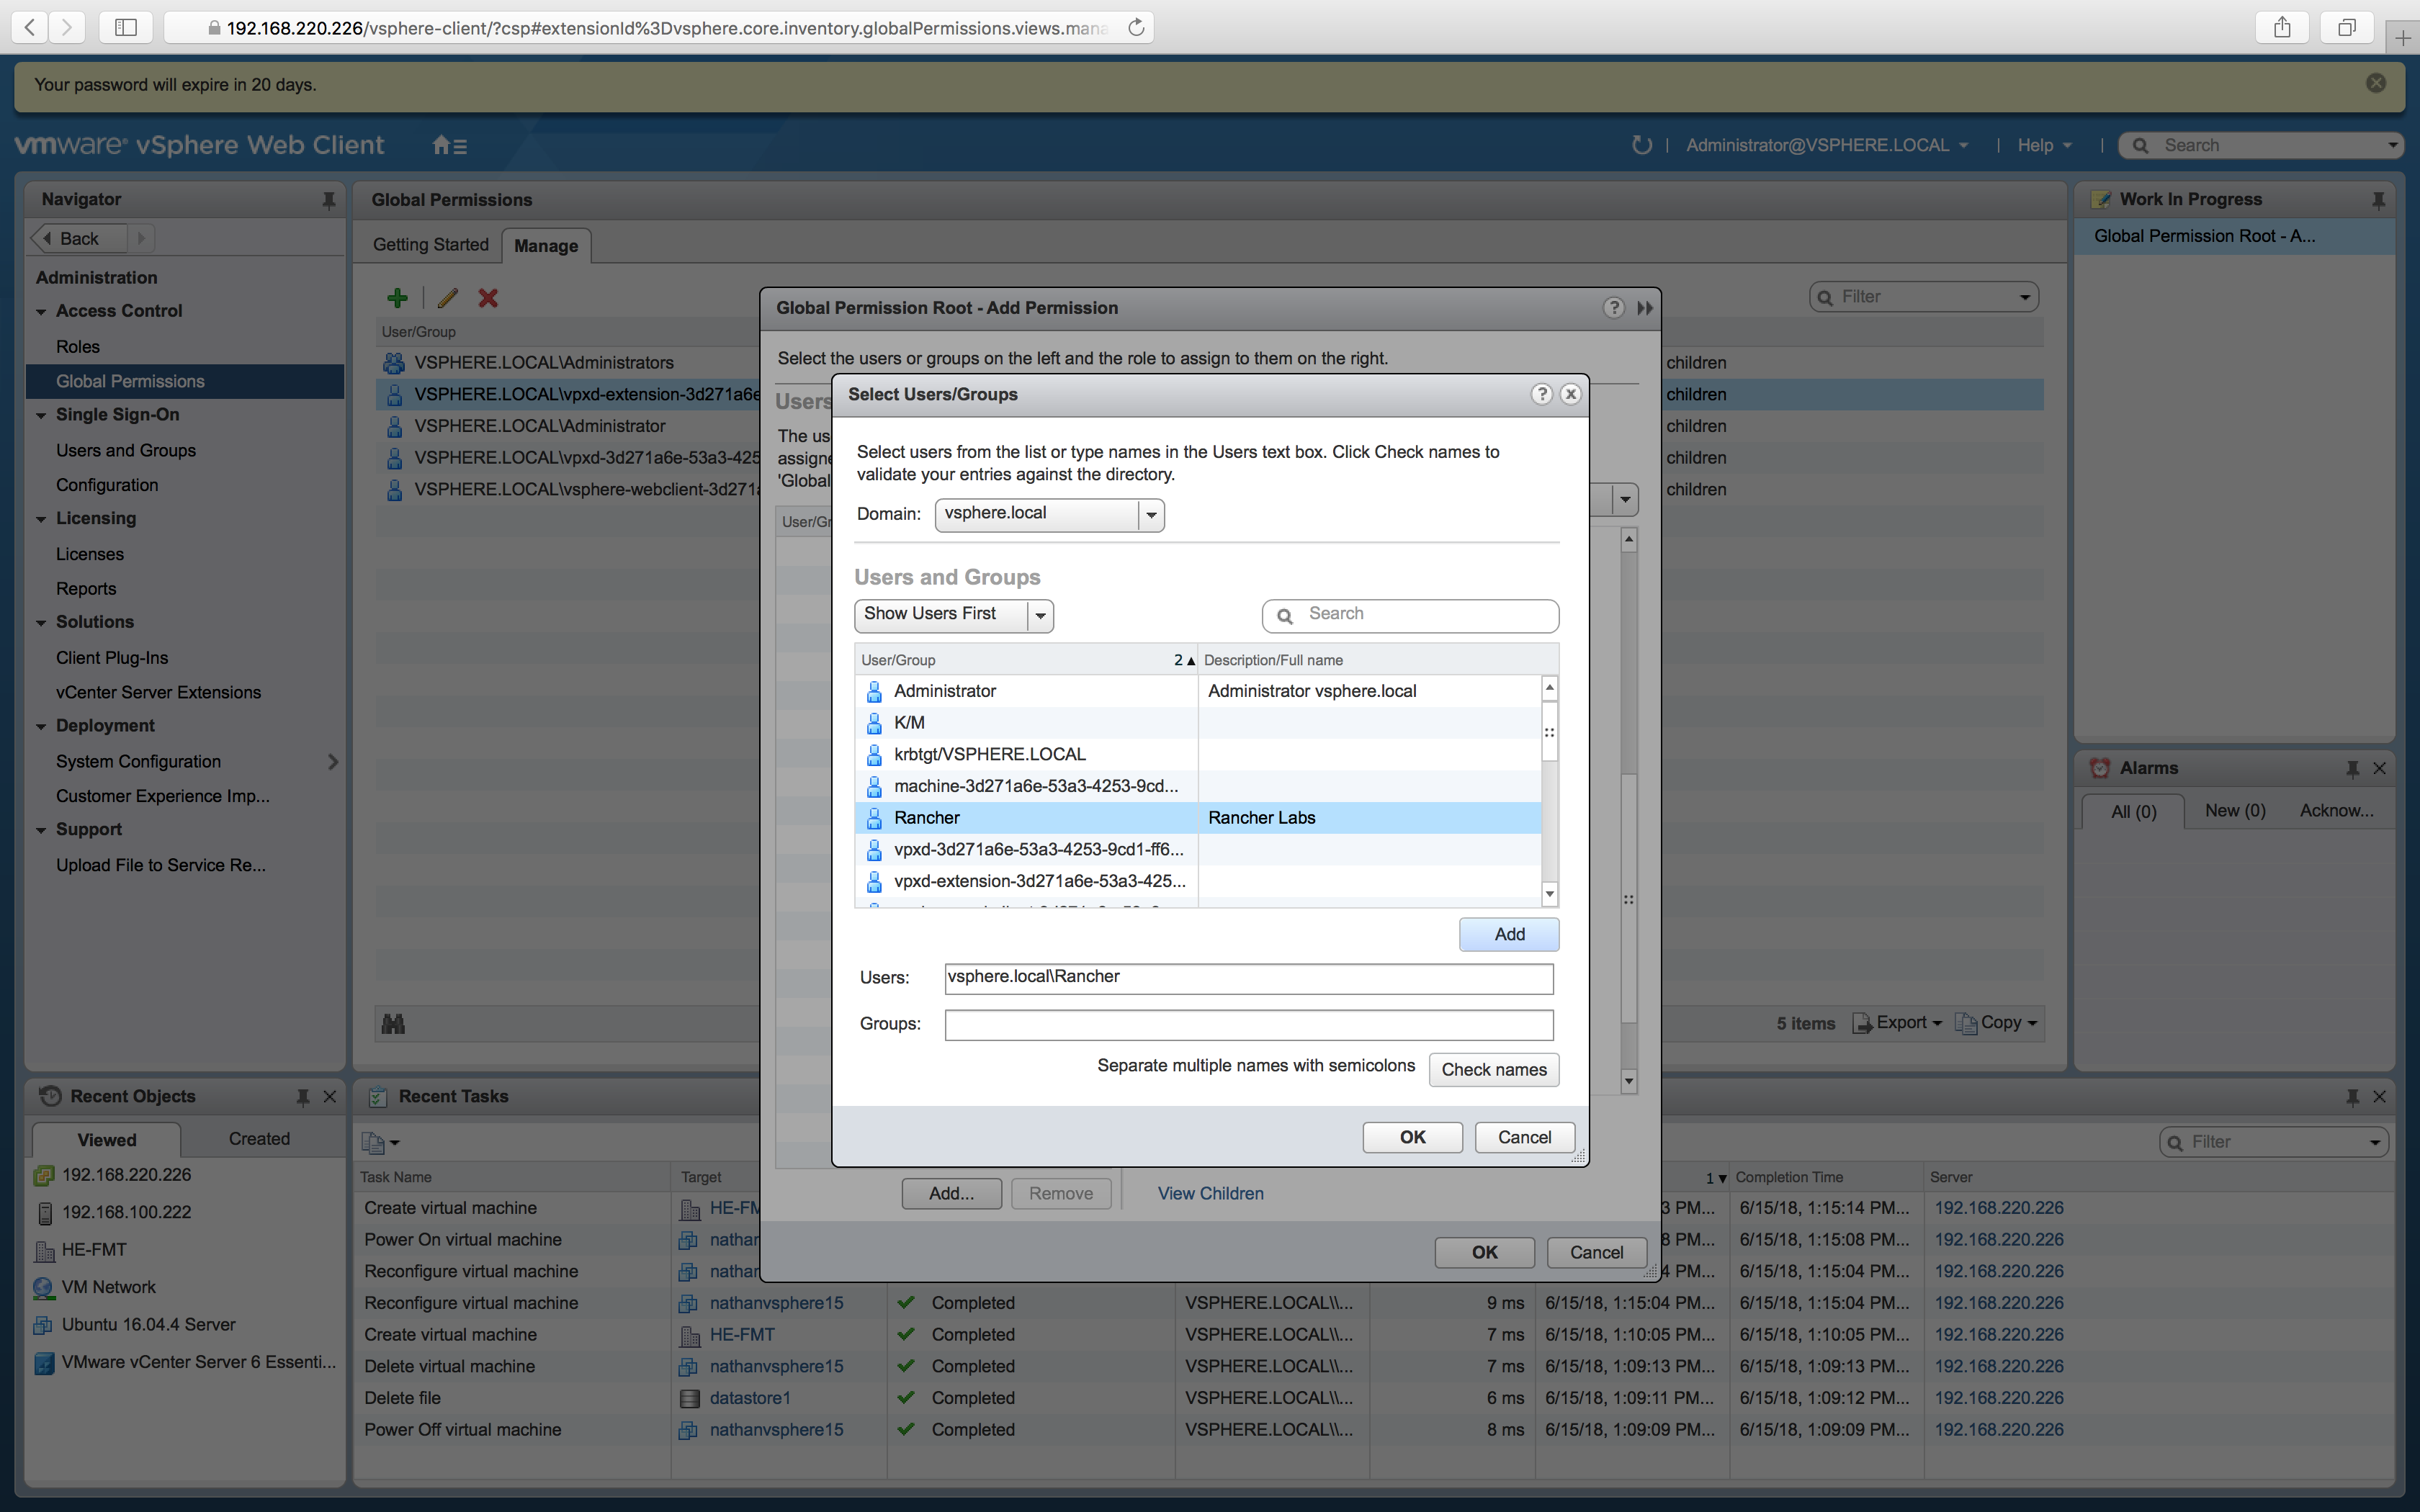 192.168.220.226/vsphere-client/?csp#extensionId%3Dvsphere.core.inventory.globalPermissions.views.mana
Your password will expire in 20 days.
vmware® vSphere Web Client
Administrator@VSPHERE.LOCAL
Help
Search
Navigator
Back
Administration
Access Control
Roles
Global Permissions
Single Sign-On
Users and Groups
Configuration
Licensing
Licenses
Reports
Solutions
Client Plug-Ins
vCenter Server Extensions
Deployment
System Configuration
Customer Experience Imp...
Support
Upload File to Service Re...
Global Permissions
Getting Started
Manage
Filter
User/Group
VSPHERE.LOCAL\Administrators
children
VSPHERE.LOCAL\vpxd-extension-3d271a6e
children
VSPHERE.LOCAL\Administrator
children
VSPHERE.LOCAL\vpxd-3d271a6e-53a3-425
children
VSPHERE.LOCAL\vsphere-webclient-3d271
children
5 items
Export
Copy
Global Permission Root - Add Permission
Select the users or groups on the left and the role to assign to them on the right.
Users
The us
assigne
'Global
User/Gr
Select Users/Groups
Select users from the list or type names in the Users text box. Click Check names to
validate your entries against the directory.
Domain:
vsphere.local
Users and Groups
Show Users First
Search
User/Group
2
Description/Full name
Administrator
Administrator vsphere.local
K/M
krbtgt/VSPHERE.LOCAL
machine-3d271a6e-53a3-4253-9cd...
Rancher
Rancher Labs
vpxd-3d271a6e-53a3-4253-9cd1-ff6...
vpxd-extension-3d271a6e-53a3-425...
Add
Users:
vsphere.local\Rancher
Groups:
Separate multiple names with semicolons
Check names
OK
Cancel
Add...
Remove
View Children
OK
Cancel
Work In Progress
Global Permission Root - A...
Alarms
All (0)
New (0)
Acknow...
Recent Objects
Viewed
Created
192.168.220.226
192.168.100.222
HE-FMT
VM Network
Ubuntu 16.04.4 Server
VMware vCenter Server 6 Essenti...
Recent Tasks
Filter
Task Name
Target
1
Completion Time
Server
Create virtual machine
HE-FM
3 PM...
6/15/18, 1:15:14 PM...
192.168.220.226
Power On virtual machine
nathar
8 PM...
6/15/18, 1:15:08 PM...
192.168.220.226
Reconfigure virtual machine
nathar
4 PM...
6/15/18, 1:15:04 PM...
192.168.220.226
Reconfigure virtual machine
nathanvsphere15
Completed
VSPHERE.LOCAL\\...
9 ms
6/15/18, 1:15:04 PM...
6/15/18, 1:15:04 PM...
192.168.220.226
Create virtual machine
HE-FMT
Completed
VSPHERE.LOCAL\\...
7 ms
6/15/18, 1:10:05 PM...
6/15/18, 1:10:05 PM...
192.168.220.226
Delete virtual machine
nathanvsphere15
Completed
VSPHERE.LOCAL\\...
7 ms
6/15/18, 1:09:13 PM...
6/15/18, 1:09:13 PM...
192.168.220.226
Delete file
datastore1
Completed
VSPHERE.LOCAL\\...
6 ms
6/15/18, 1:09:11 PM...
6/15/18, 1:09:12 PM...
192.168.220.226
Power Off virtual machine
nathanvsphere15
Completed
VSPHERE.LOCAL\\...
8 ms
6/15/18, 1:09:09 PM...
6/15/18, 1:09:09 PM...
192.168.220.226